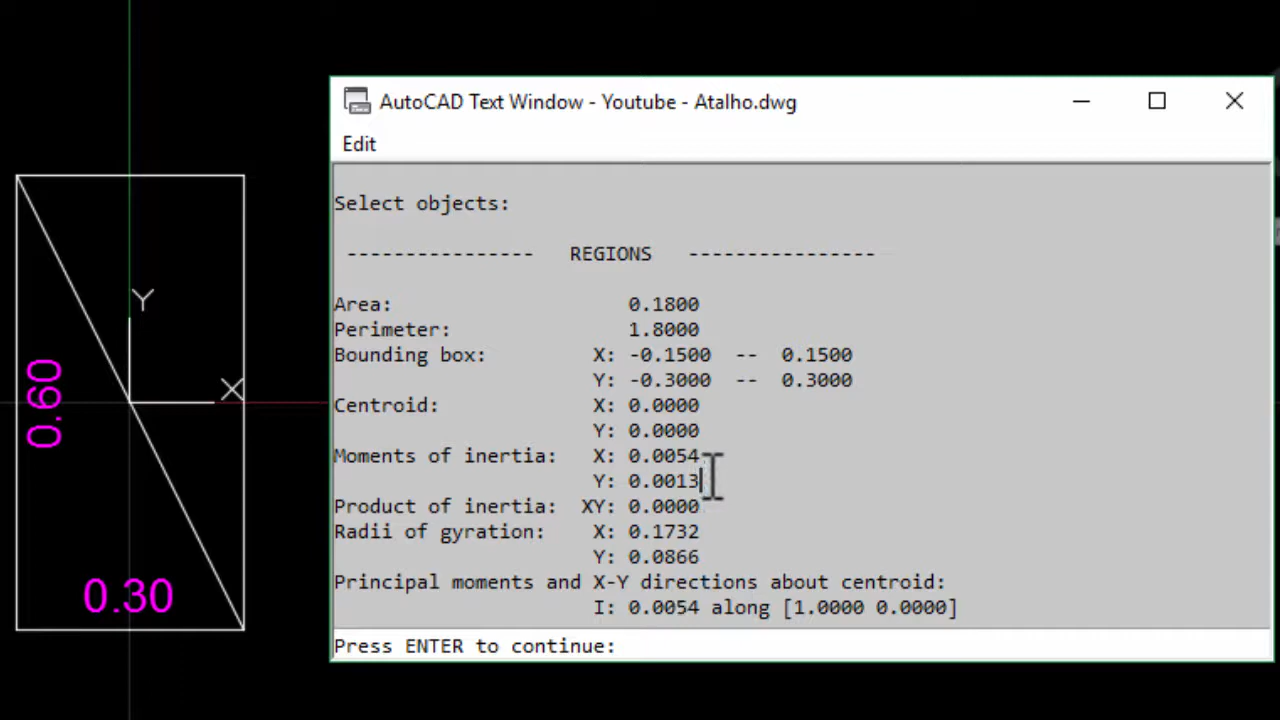 AutoCAD Text Window - Youtube - Atalho.dwg
Edit
Select objects:
---------------- REGIONS ----------------
Area: 0.1800
Perimeter: 1.8000
Bounding box: X: -0.1500 -- 0.1500
Y: -0.3000 -- 0.3000
Centroid: X: 0.0000
Y: 0.0000
Moments of inertia: X: 0.0054
Y: 0.0013
Product of inertia: XY: 0.0000
Radii of gyration: X: 0.1732
Y: 0.0866
Principal moments and X-Y directions about centroid:
I: 0.0054 along [1.0000 0.0000]
Press ENTER to continue:
Y
X
0.60
0.30